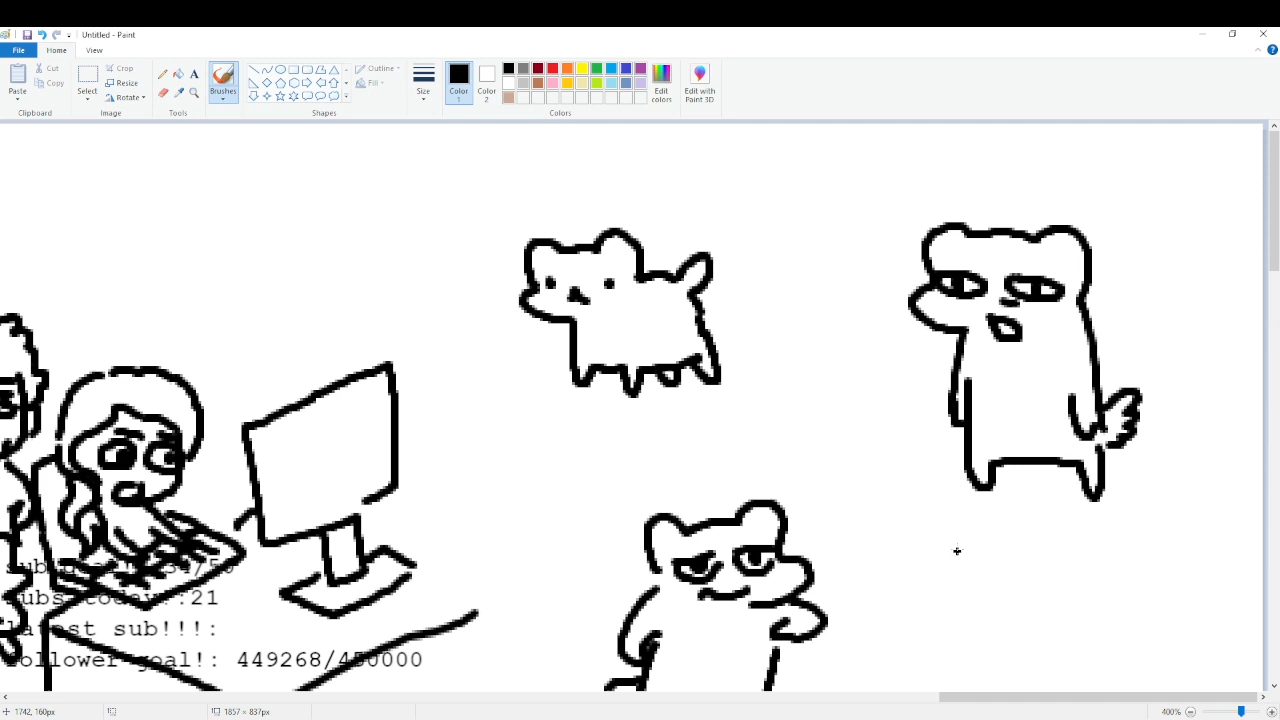 Untitled - Paint
File Home View
Cut
Copy
Paste
Clipboard
Crop
Resize
Rotate
Select
Image
Tools
Brushes
Shapes
Outline
Fill
Size
Color 1
Color 2
Edit colors
Edit with Paint 3D
Colors
subs today!:21
latest sub!!!:
follower goal!: 449268/450000
1742, 160px
1857 × 837px
400%